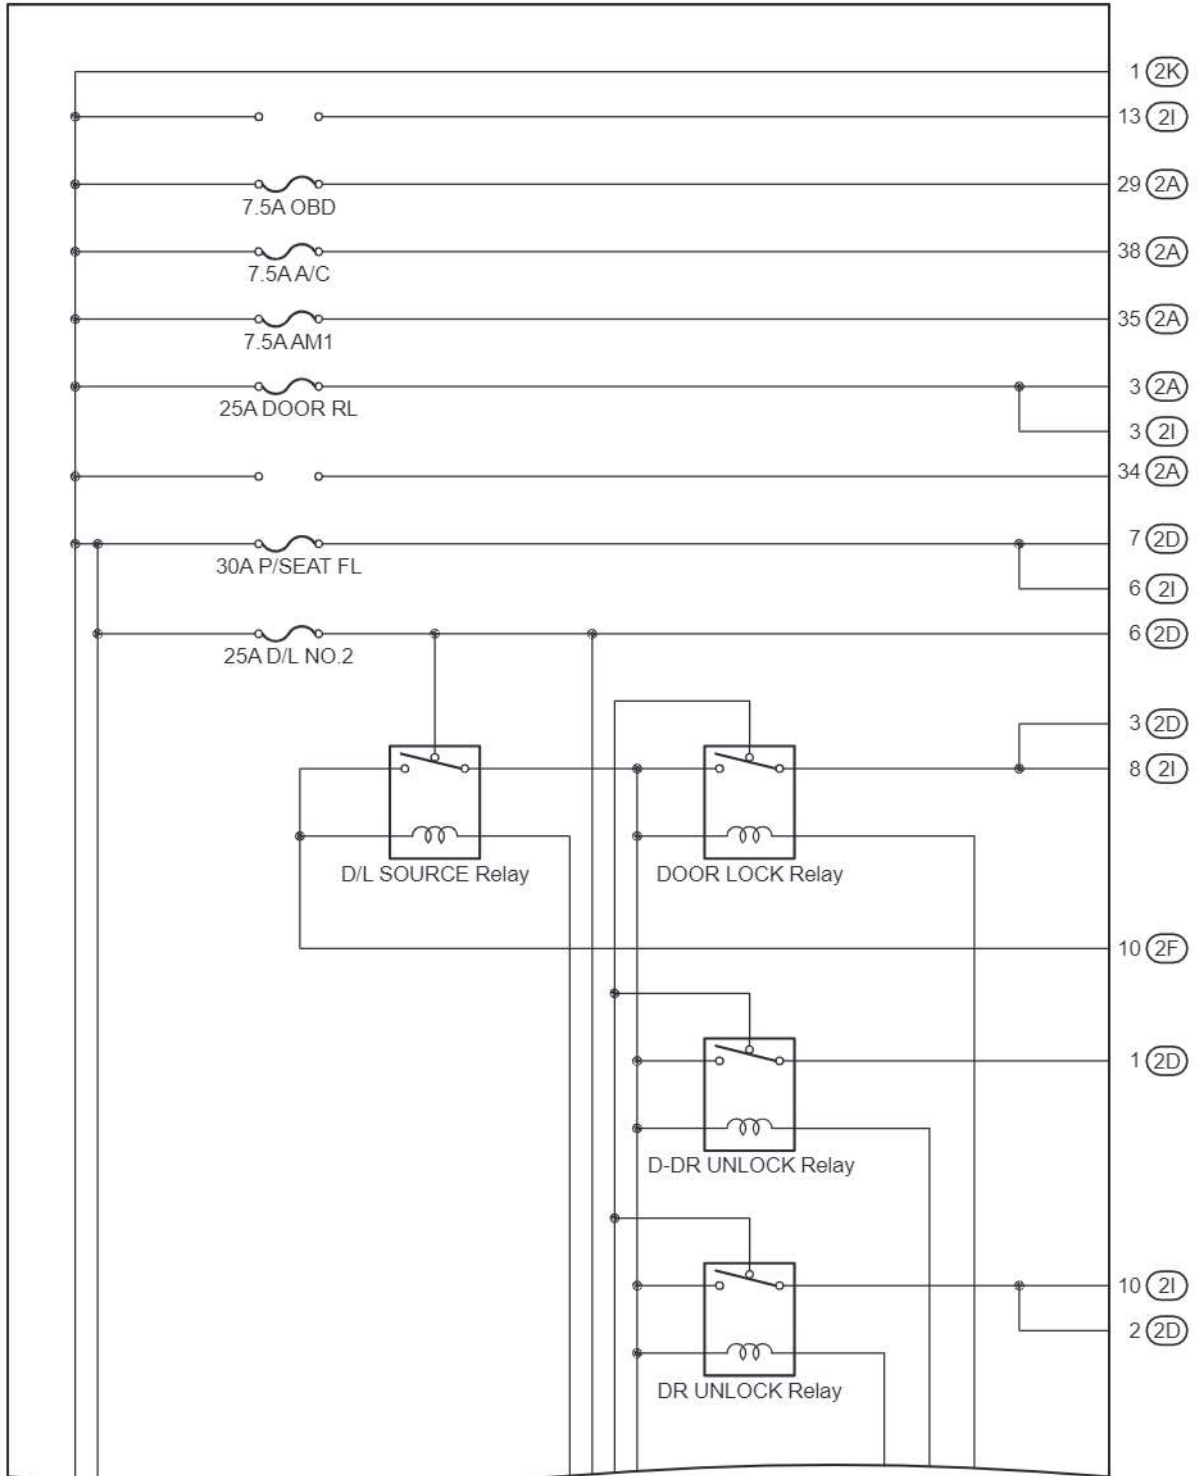 1 2K
13 2I
29 2A
7.5A OBD
38 2A
7.5A A/C
35 2A
7.5A AM1
3 2A
25A DOOR RL
3 2I
34 2A
7 2D
30A P/SEAT FL
6 2I
6 2D
25A D/L NO.2
3 2D
8 2I
D/L SOURCE Relay
DOOR LOCK Relay
10 2F
1 2D
D-DR UNLOCK Relay
10 2I
2 2D
DR UNLOCK Relay